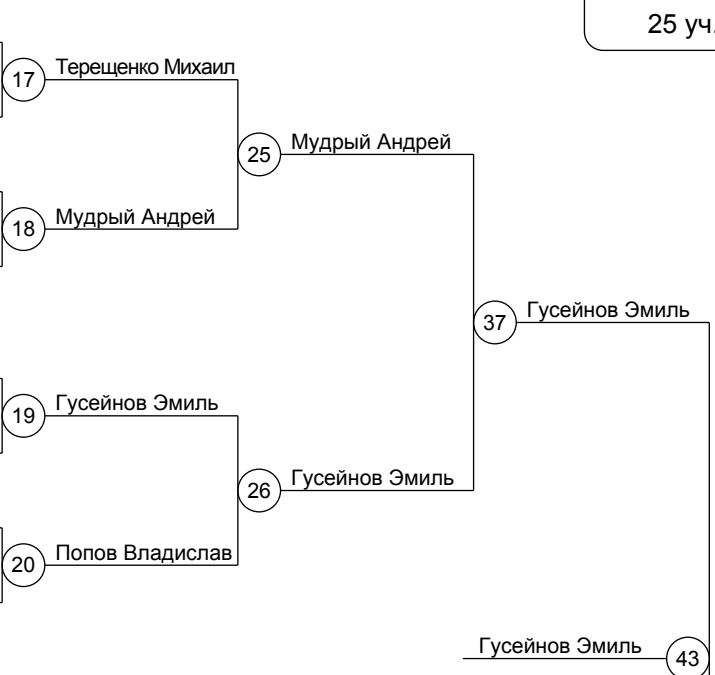 25 уч.
17 Терещенко Михаил
25 Мудрый Андрей
18 Мудрый Андрей
37 Гусейнов Эмиль
19 Гусейнов Эмиль
26 Гусейнов Эмиль
20 Попов Владислав
Гусейнов Эмиль 43